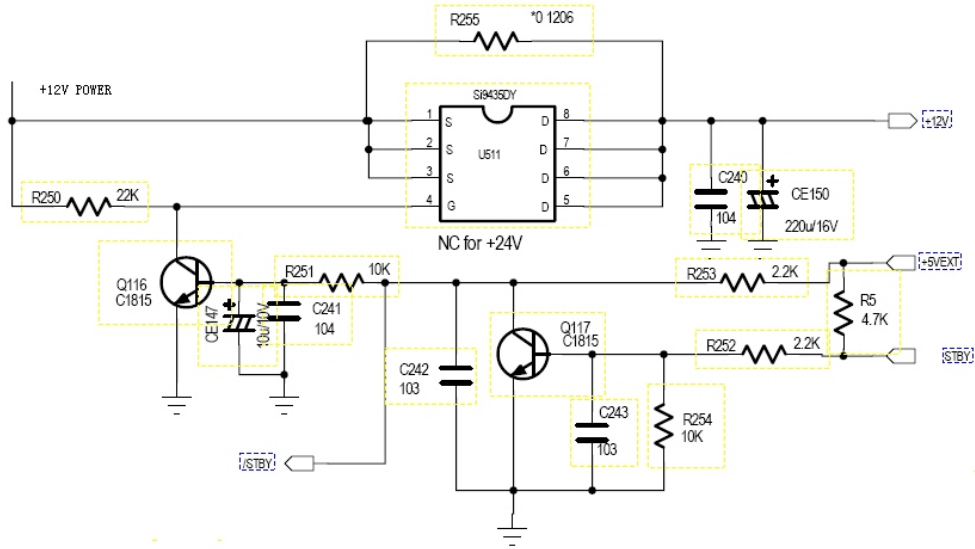 R255 *0 1206
+12V POWER
Si9435DY
1 S D 8
2 S D 7
U511
3 S D 6
4 G D 5
+12V
R250 22K
C240
104
CE150
220u/16V
NC for +24V
+5VEXT
Q116
C1815
R251 10K
R253 2.2K
CE147
10u/10V
C241
104
R5
4.7K
Q117
C1815
R252 2.2K
STBY
C242
103
C243
103
R254
10K
/STBY